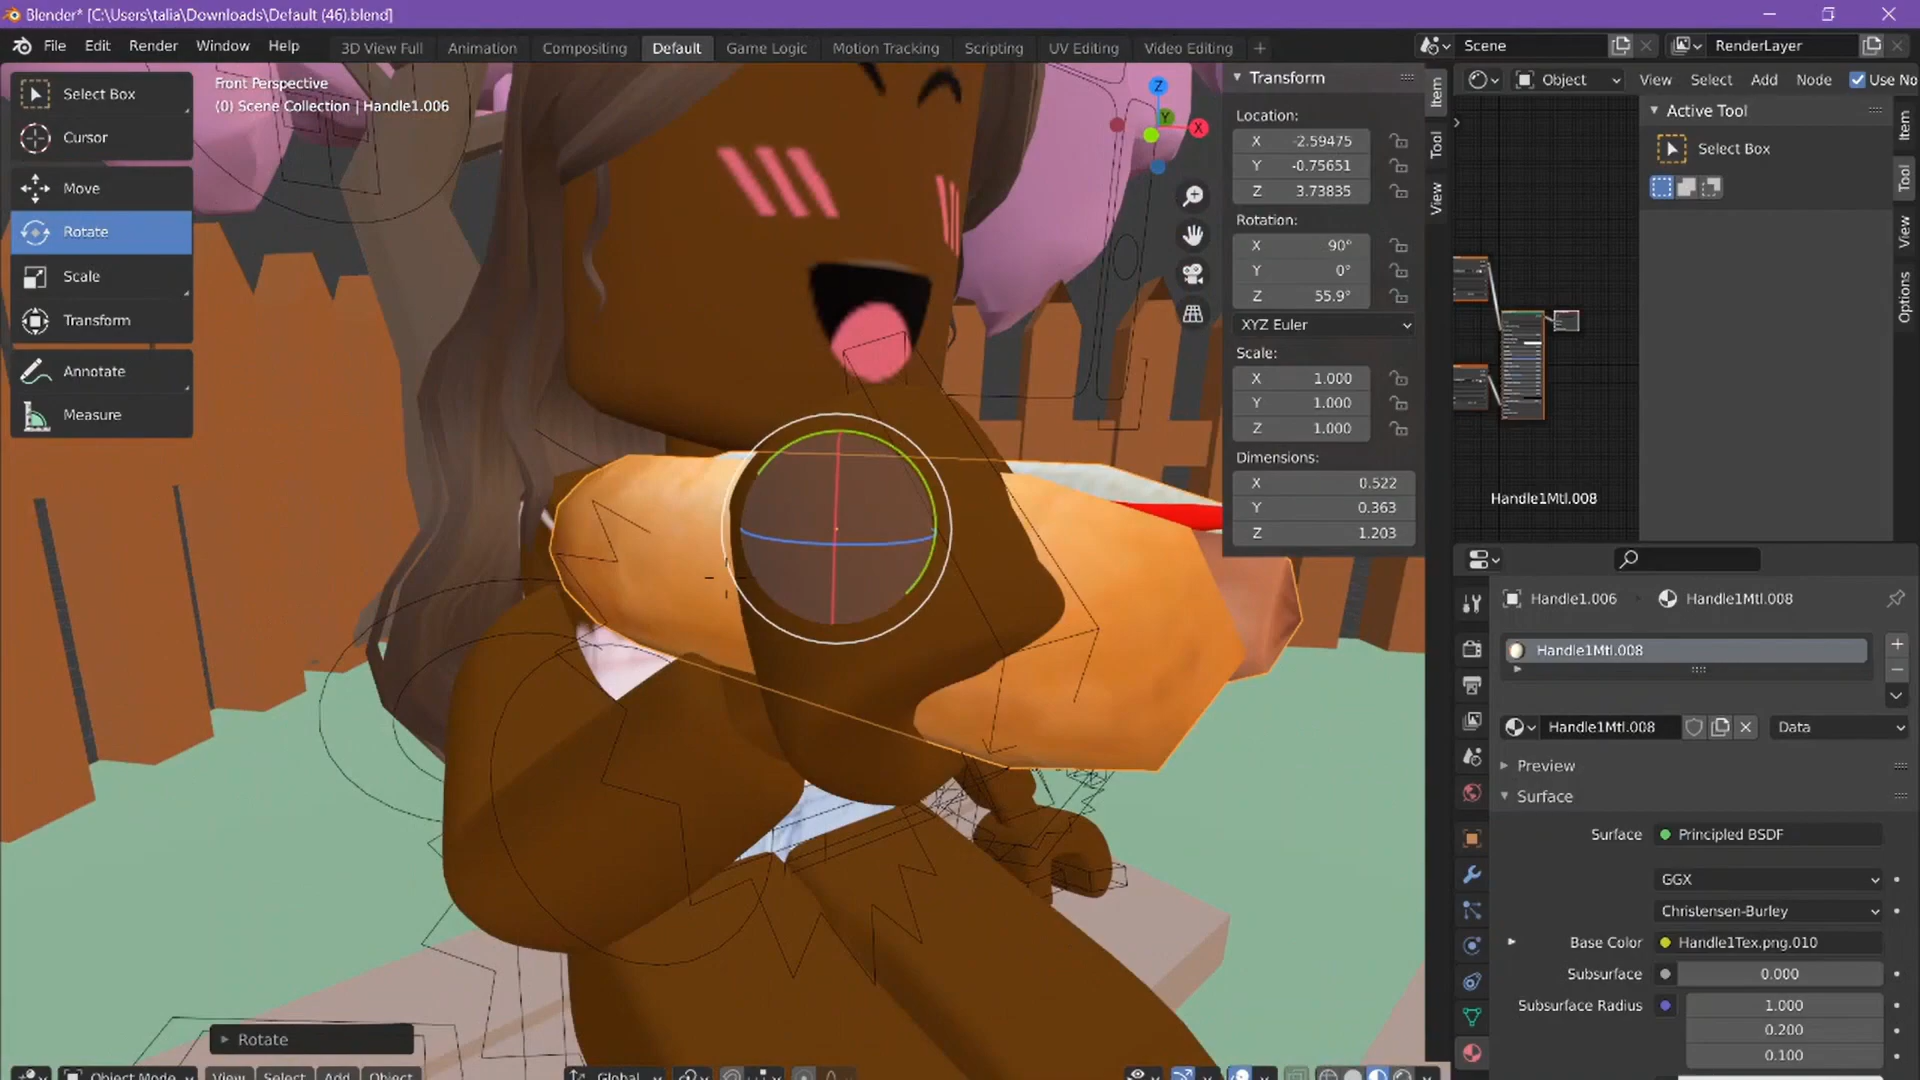 Blender* [C:\Users\talia\Downloads\Default (46).blend]
File Edit Render Window Help 3D View Full Animation Compositing Default Game Logic Motion Tracking Scripting UV Editing Video Editing + Scene RenderLayer
Select Box
Cursor
Move
Rotate
Scale
Transform
Annotate
Measure
Front Perspective
(0) Scene Collection | Handle1.006
Z
Y
X
Transform
Location:
X -2.59475
Y -0.75651
Z 3.73835
Rotation:
X 90°
Y 0°
Z 55.9°
XYZ Euler
Scale:
X 1.000
Y 1.000
Z 1.000
Dimensions:
X 0.522
Y 0.363
Z 1.203
Item
Tool
View
Object View Select Add Node Use No
Active Tool
Select Box
Item
Tool
View
Options
Handle1Mtl.008
Handle1.006 Handle1Mtl.008
Handle1Mtl.008
Handle1Mtl.008 Data
Preview
Surface
Surface Principled BSDF
GGX
Christensen-Burley
Base Color Handle1Tex.png.010
Subsurface 0.000
Subsurface Radius 1.000
0.200
0.100
Rotate
Object Mode View Select Add Object Global